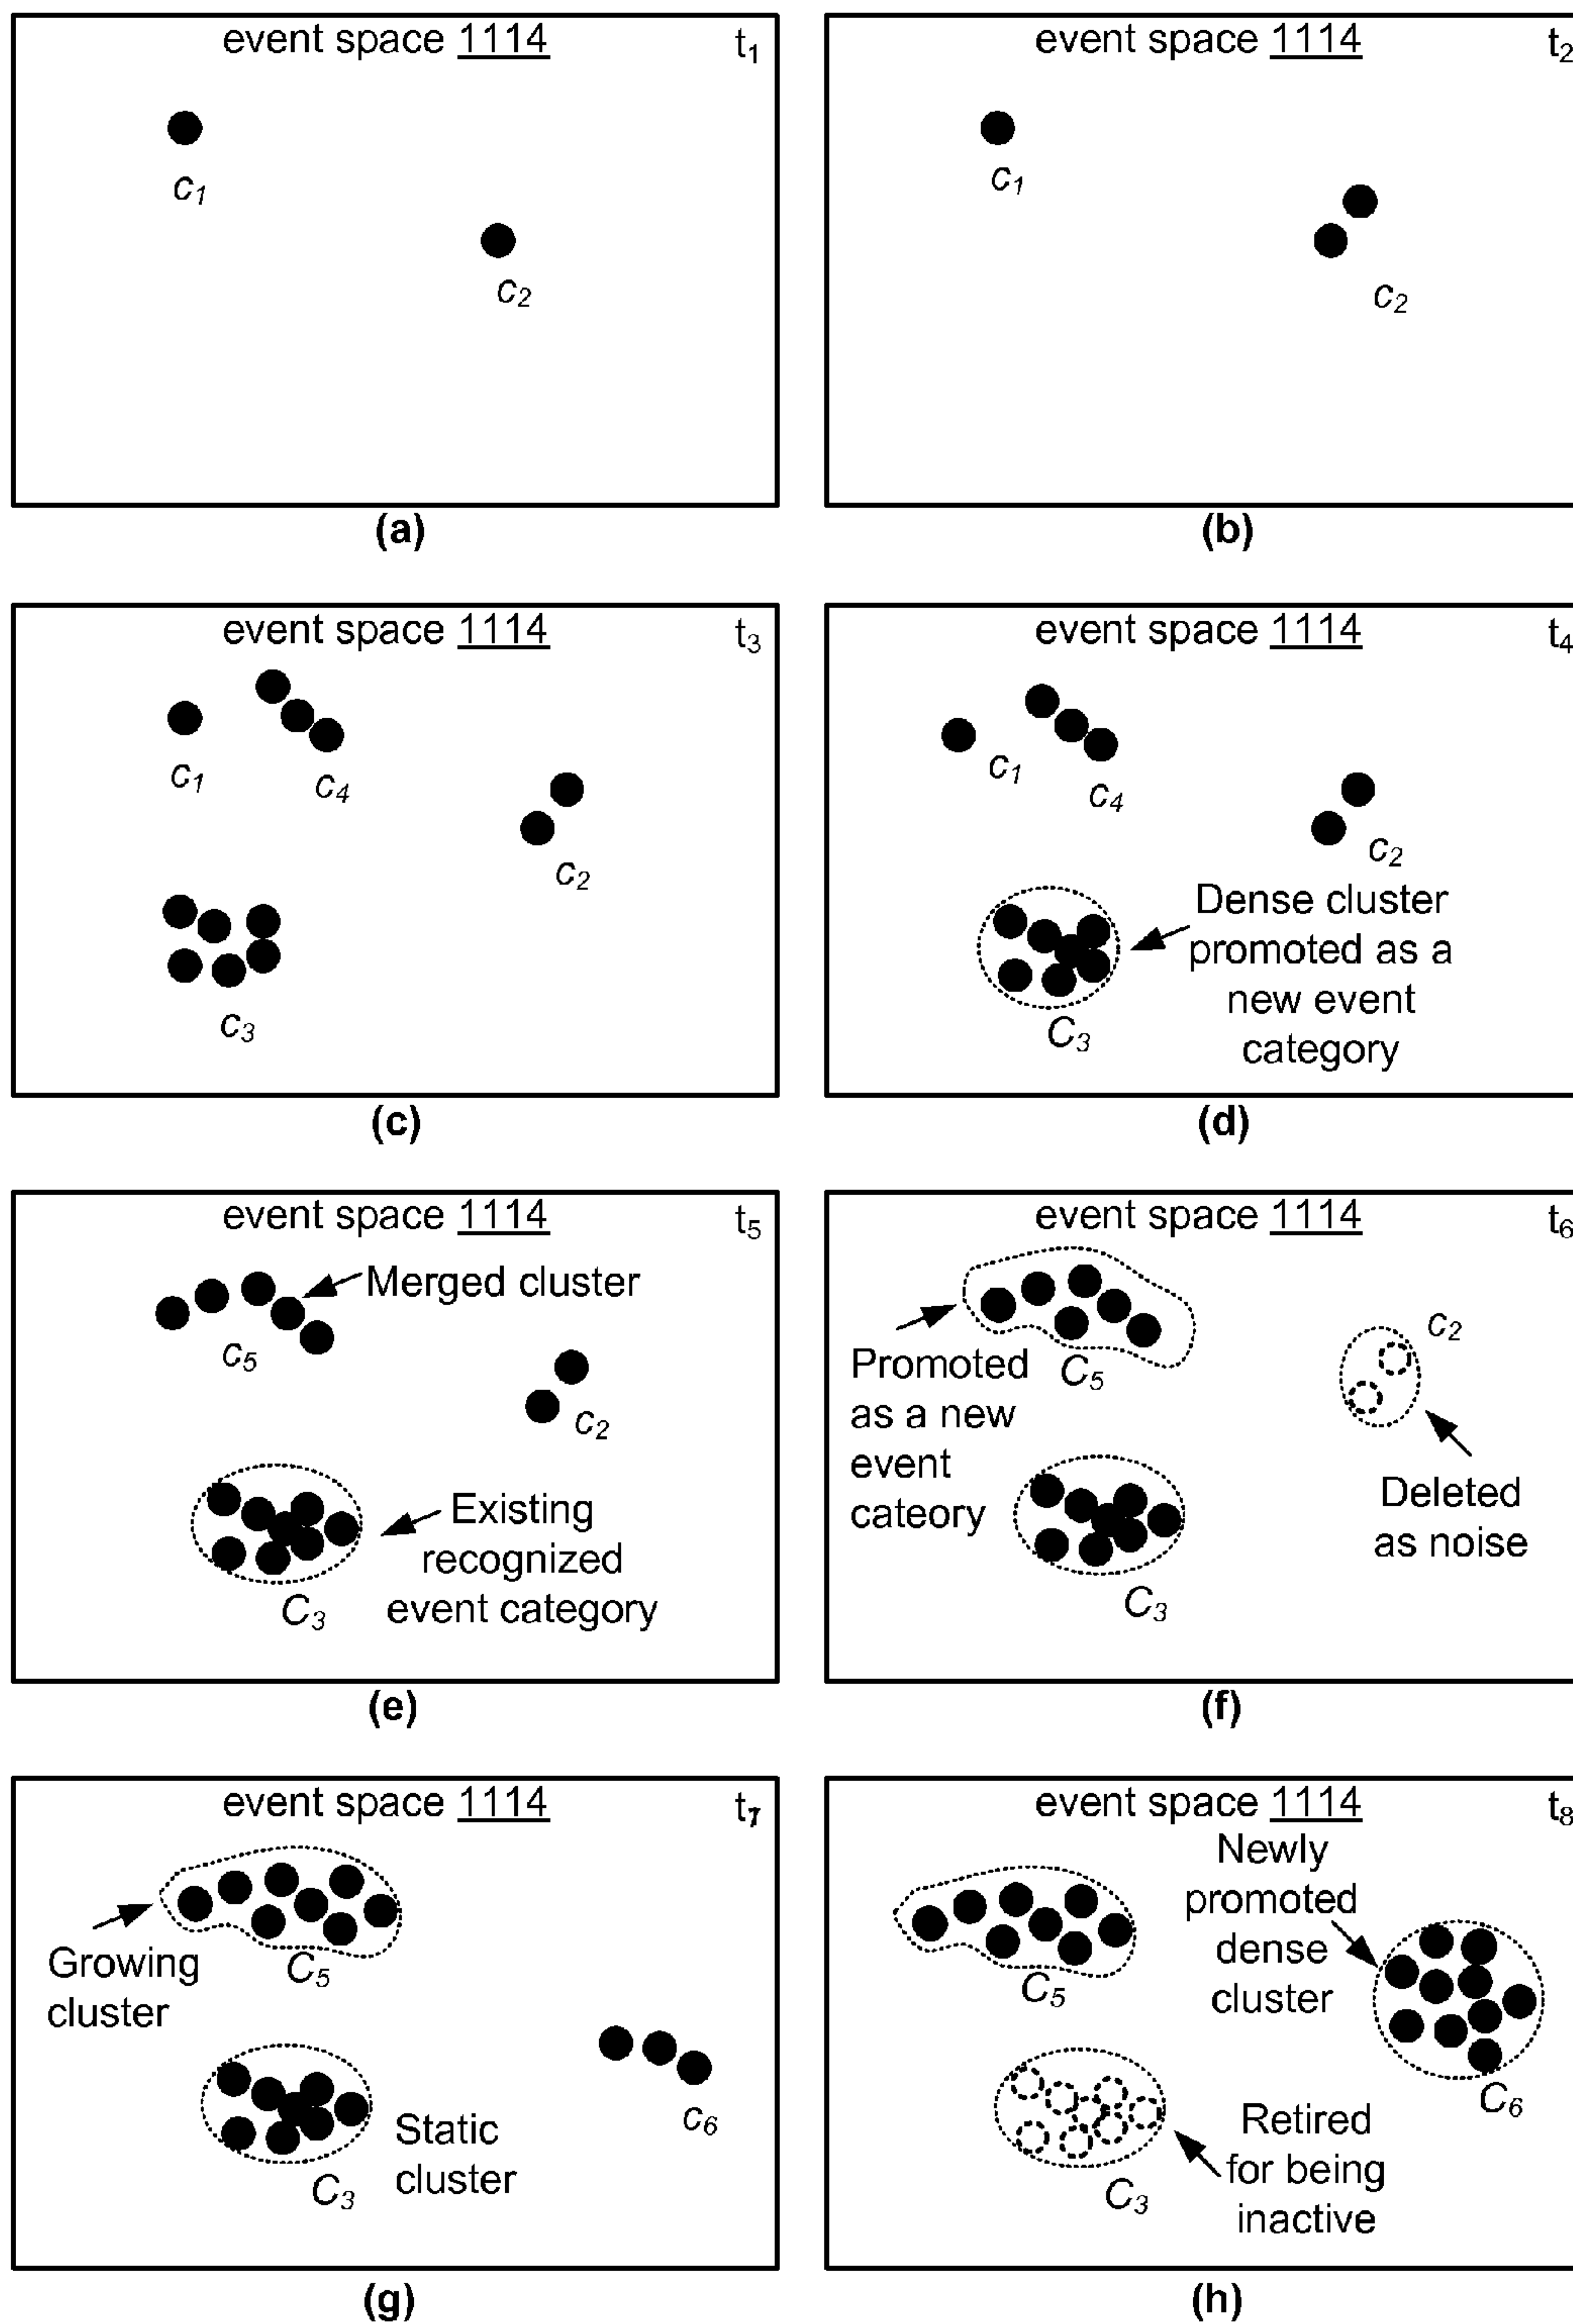 event space 1114 t1
c1
c2
(a)
event space 1114 t2
c1
c2
(b)
event space 1114 t3
c1
c4
c2
c3
(c)
event space 1114 t4
c1
c4
c2
Dense cluster
promoted as a
new event
category
C3
(d)
event space 1114 t5
Merged cluster
c5
c2
Existing
recognized
event category
C3
(e)
event space 1114 t6
c2
Promoted
as a new
event
cateory
C5
Deleted
as noise
C3
(f)
event space 1114 t7
Growing
cluster
C5
c6
Static
cluster
C3
(g)
event space 1114 t8
Newly
promoted
dense
cluster
C5
C6
Retired
for being
inactive
C3
(h)